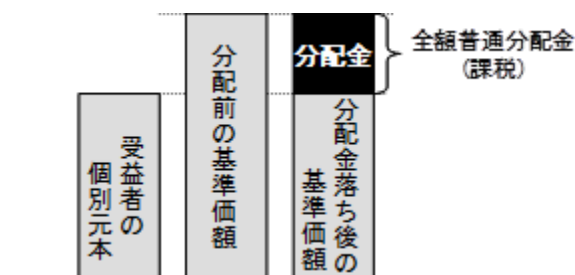 受益者の
個別元本
分配前の基準価額
分配金
分配金落ち後の
基準価額
全額普通分配金
(課税)